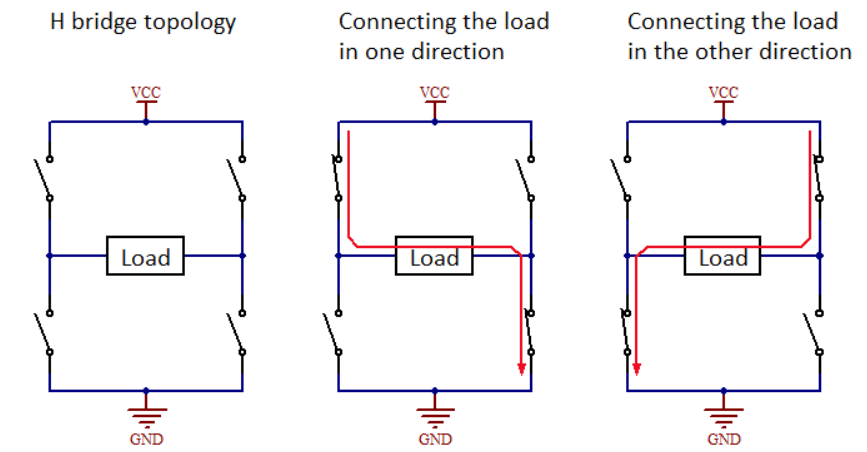 H bridge topology
Connecting the load
in one direction
Connecting the load
in the other direction
VCC
VCC
VCC
Load
Load
Load
GND
GND
GND